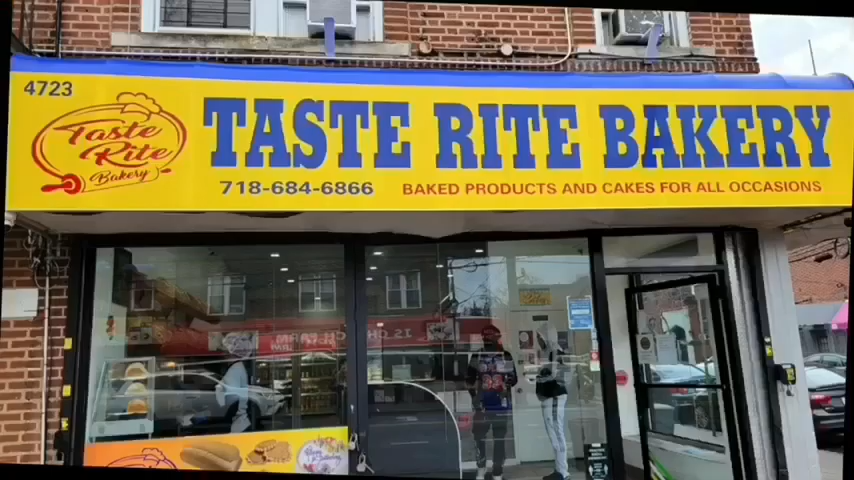 4723
Taste
Rite
Bakery
TASTE RITE BAKERY
718-684-6866
BAKED PRODUCTS AND CAKES FOR ALL OCCASIONS